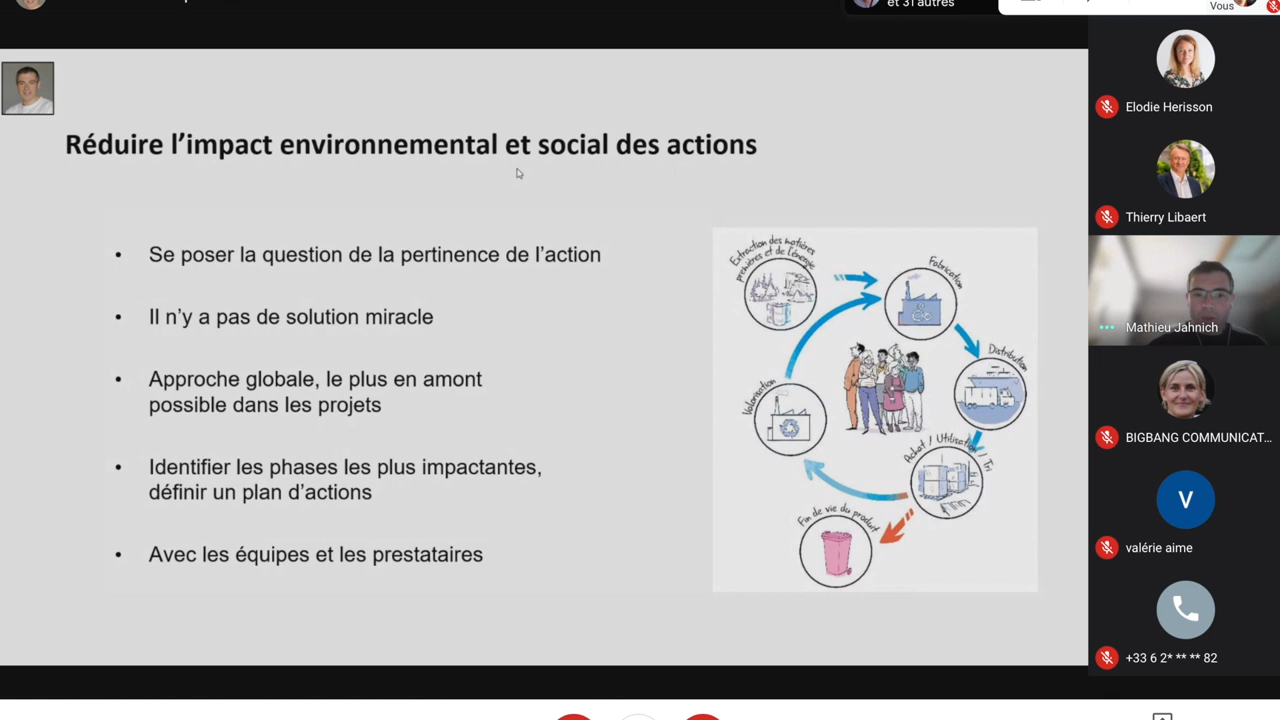 et 31 autres
Vous
Réduire l’impact environnemental et social des actions
• Se poser la question de la pertinence de l’action
• Il n’y a pas de solution miracle
• Approche globale, le plus en amont
possible dans les projets
• Identifier les phases les plus impactantes,
définir un plan d’actions
• Avec les équipes et les prestataires
Extraction des matières
premières et de l'énergie
Fabrication
Distribution
Achat / Utilisation / Tri
Valorisation
Fin de vie du produit
Elodie Herisson
Thierry Libaert
Mathieu Jahnich
BIGBANG COMMUNICAT...
V
valérie aime
+33 6 2* ** ** 82